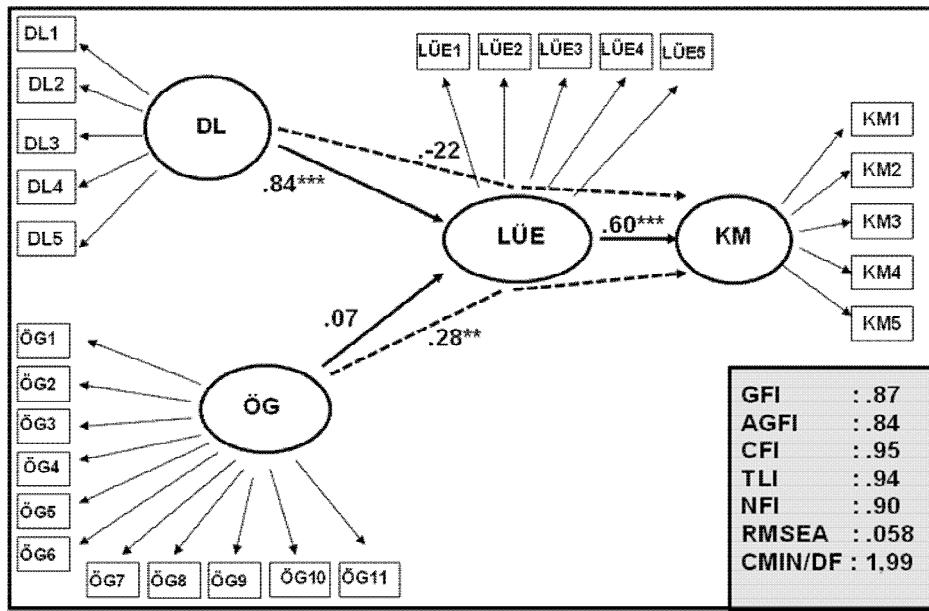 DL1
DL2
DL3
DL4
DL5
DL
LÜE1
LÜE2
LÜE3
LÜE4
LÜE5
.-22
.84***
LÜE
.60***
KM
KM1
KM2
KM3
KM4
KM5
.07
.28**
ÖG
ÖG1
ÖG2
ÖG3
ÖG4
ÖG5
ÖG6
ÖG7
ÖG8
ÖG9
ÖG10
ÖG11
GFI : .87
AGFI : .84
CFI : .95
TLI : .94
NFI : .90
RMSEA : .058
CMIN/DF : 1,99